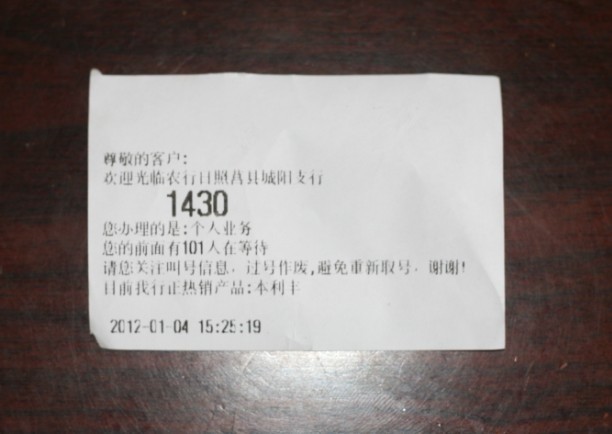 尊敬的客户:
欢迎光临农行日照莒县城阳支行
1430
您办理的是:个人业务
您的前面有101人在等待
请您关注叫号信息，过号作废,避免重新取号，谢谢!
目前我行正热销产品:本利丰
2012-01-04 15:25:19